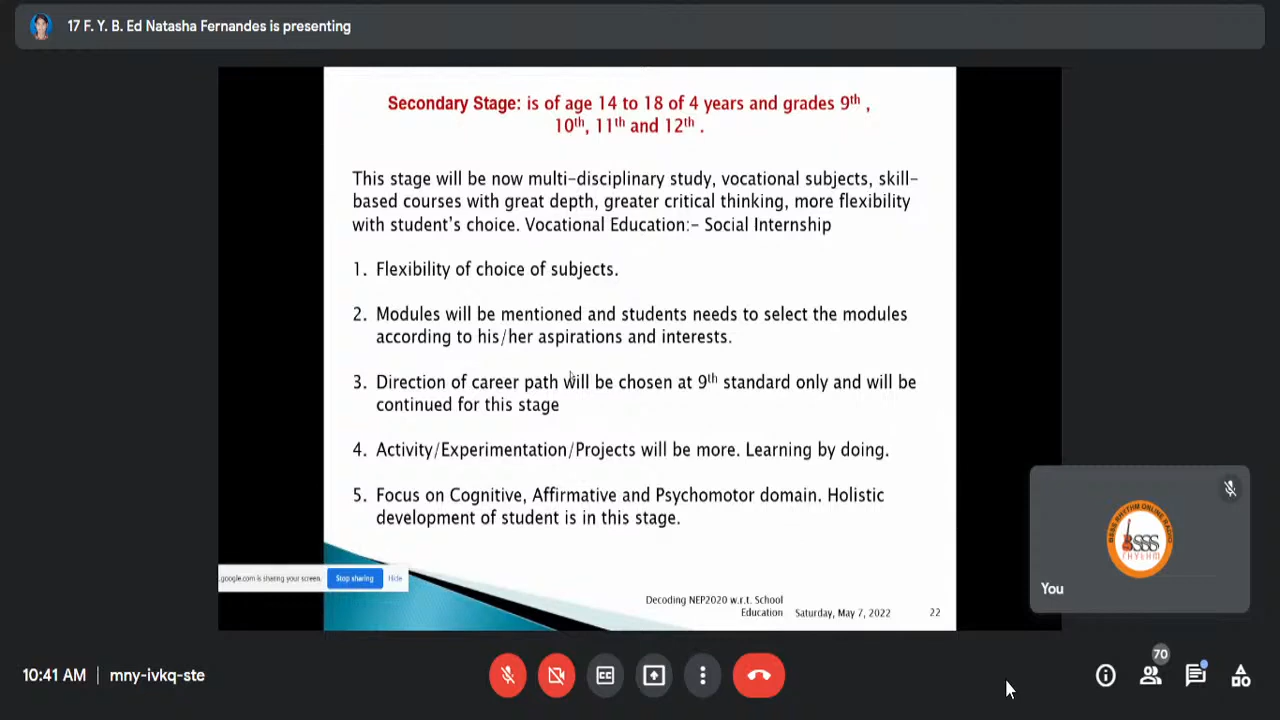 17 F. Y. B. Ed Natasha Fernandes is presenting
Secondary Stage: is of age 14 to 18 of 4 years and grades 9th ,
10th, 11th and 12th .
This stage will be now multi-disciplinary study, vocational subjects, skill-
based courses with great depth, greater critical thinking, more flexibility
with student's choice. Vocational Education:- Social Internship
1. Flexibility of choice of subjects.
2. Modules will be mentioned and students needs to select the modules
according to his/her aspirations and interests.
3. Direction of career path will be chosen at 9th standard only and will be
continued for this stage
4. Activity/Experimentation/Projects will be more. Learning by doing.
5. Focus on Cognitive, Affirmative and Psychomotor domain. Holistic
development of student is in this stage.
.google.com is sharing your screen. Stop sharing Hide
Decoding NEP2020 w.r.t. School
Education Saturday, May 7, 2022 22
BSSS RHYTHM ONLINE RADIO
BSSS
RHYTHM
You
10:41 AM | mny-ivkq-ste
CC
70